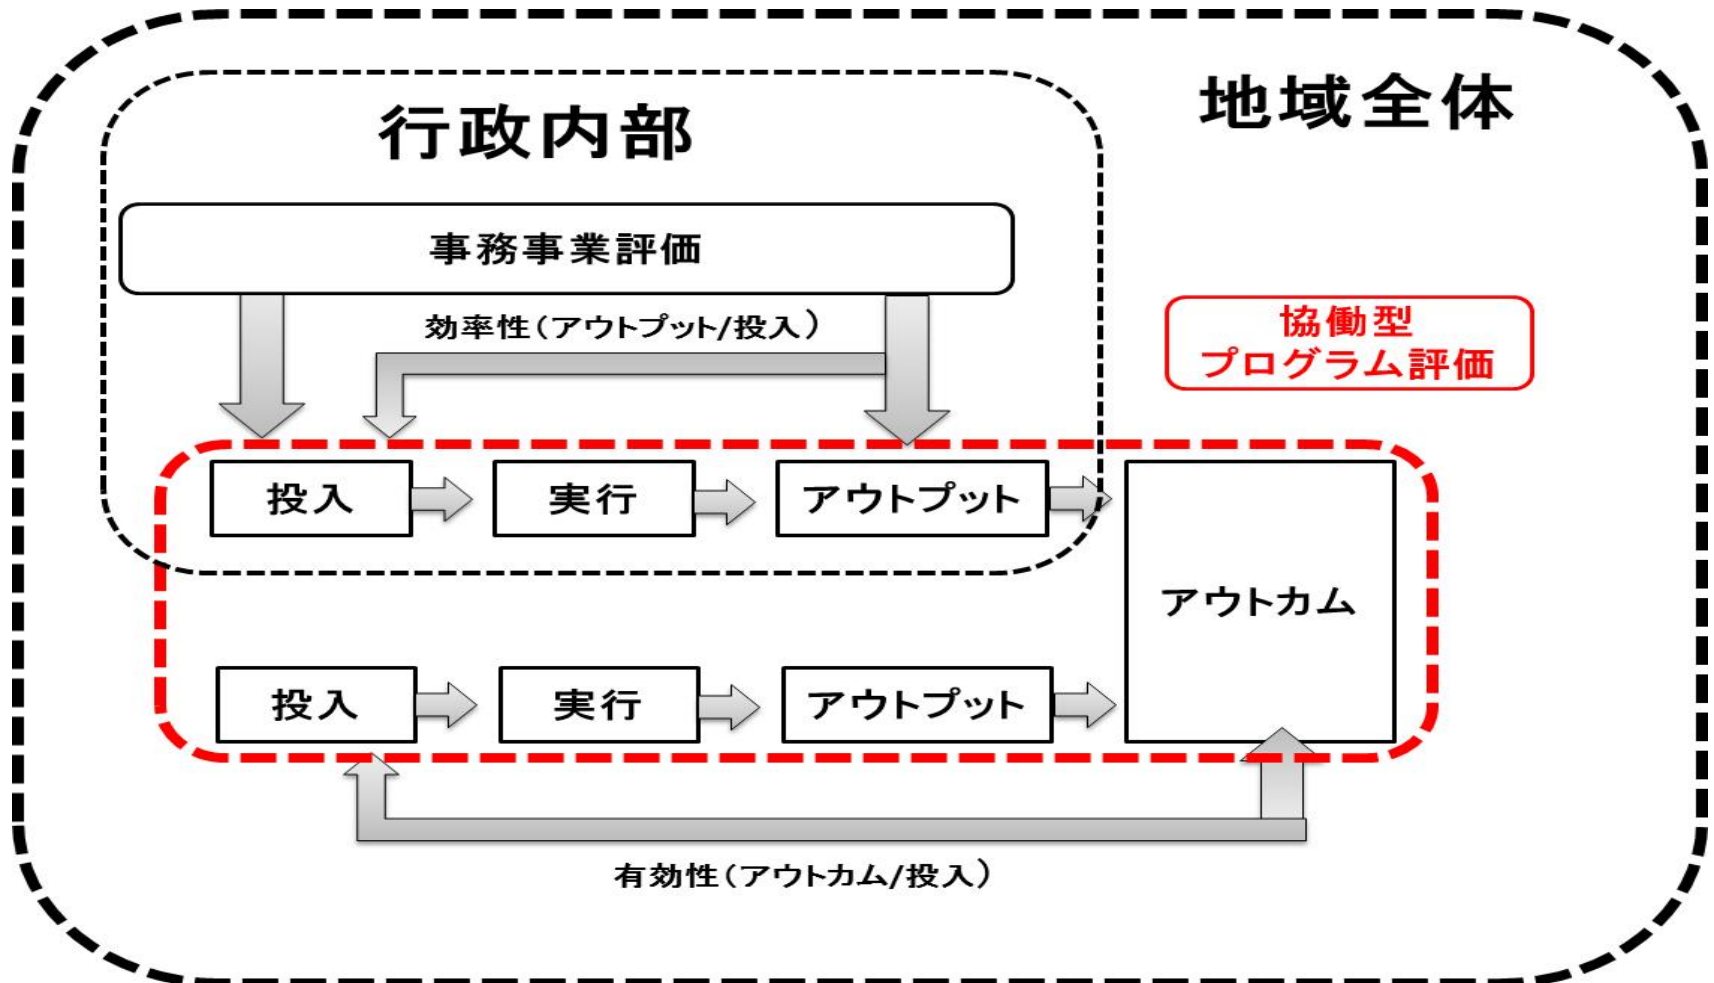 地域全体
行政内部
事務事業評価
効率性(アウトプット/投入)
協働型
プログラム評価
投入
実行
アウトプット
アウトカム
投入
実行
アウトプット
有効性(アウトカム/投入)